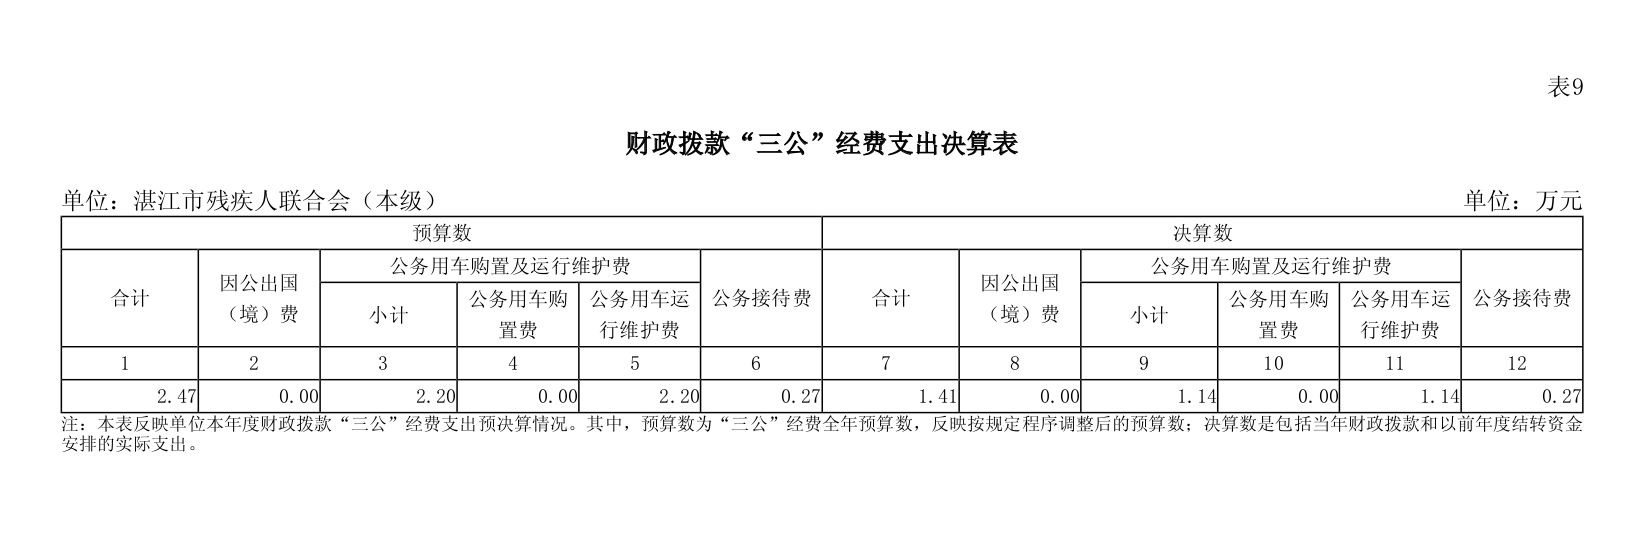 表9
财政拨款“三公”经费支出决算表
单位：湛江市残疾人联合会（本级） 单位：万元
预算数 决算数
合计 因公出国（境）费 公务用车购置及运行维护费 公务接待费 合计 因公出国（境）费 公务用车购置及运行维护费 公务接待费
小计 公务用车购置费 公务用车运行维护费 小计 公务用车购置费 公务用车运行维护费
1 2 3 4 5 6 7 8 9 10 11 12
2.47 0.00 2.20 0.00 2.20 0.27 1.41 0.00 1.14 0.00 1.14 0.27
注：本表反映单位本年度财政拨款“三公”经费支出预决算情况。其中，预算数为“三公”经费全年预算数，反映按规定程序调整后的预算数；决算数是包括当年财政拨款和以前年度结转资金
安排的实际支出。